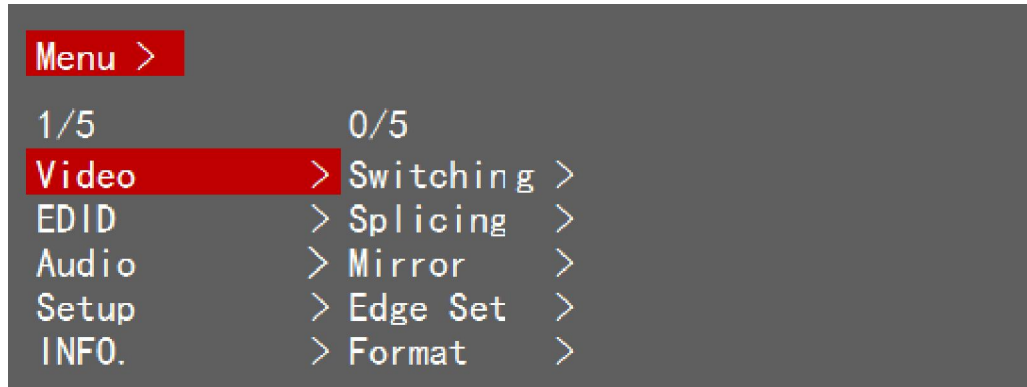 Menu >
1/5 0/5
Video > Switching >
EDID > Splicing >
Audio > Mirror >
Setup > Edge Set >
INFO. > Format >